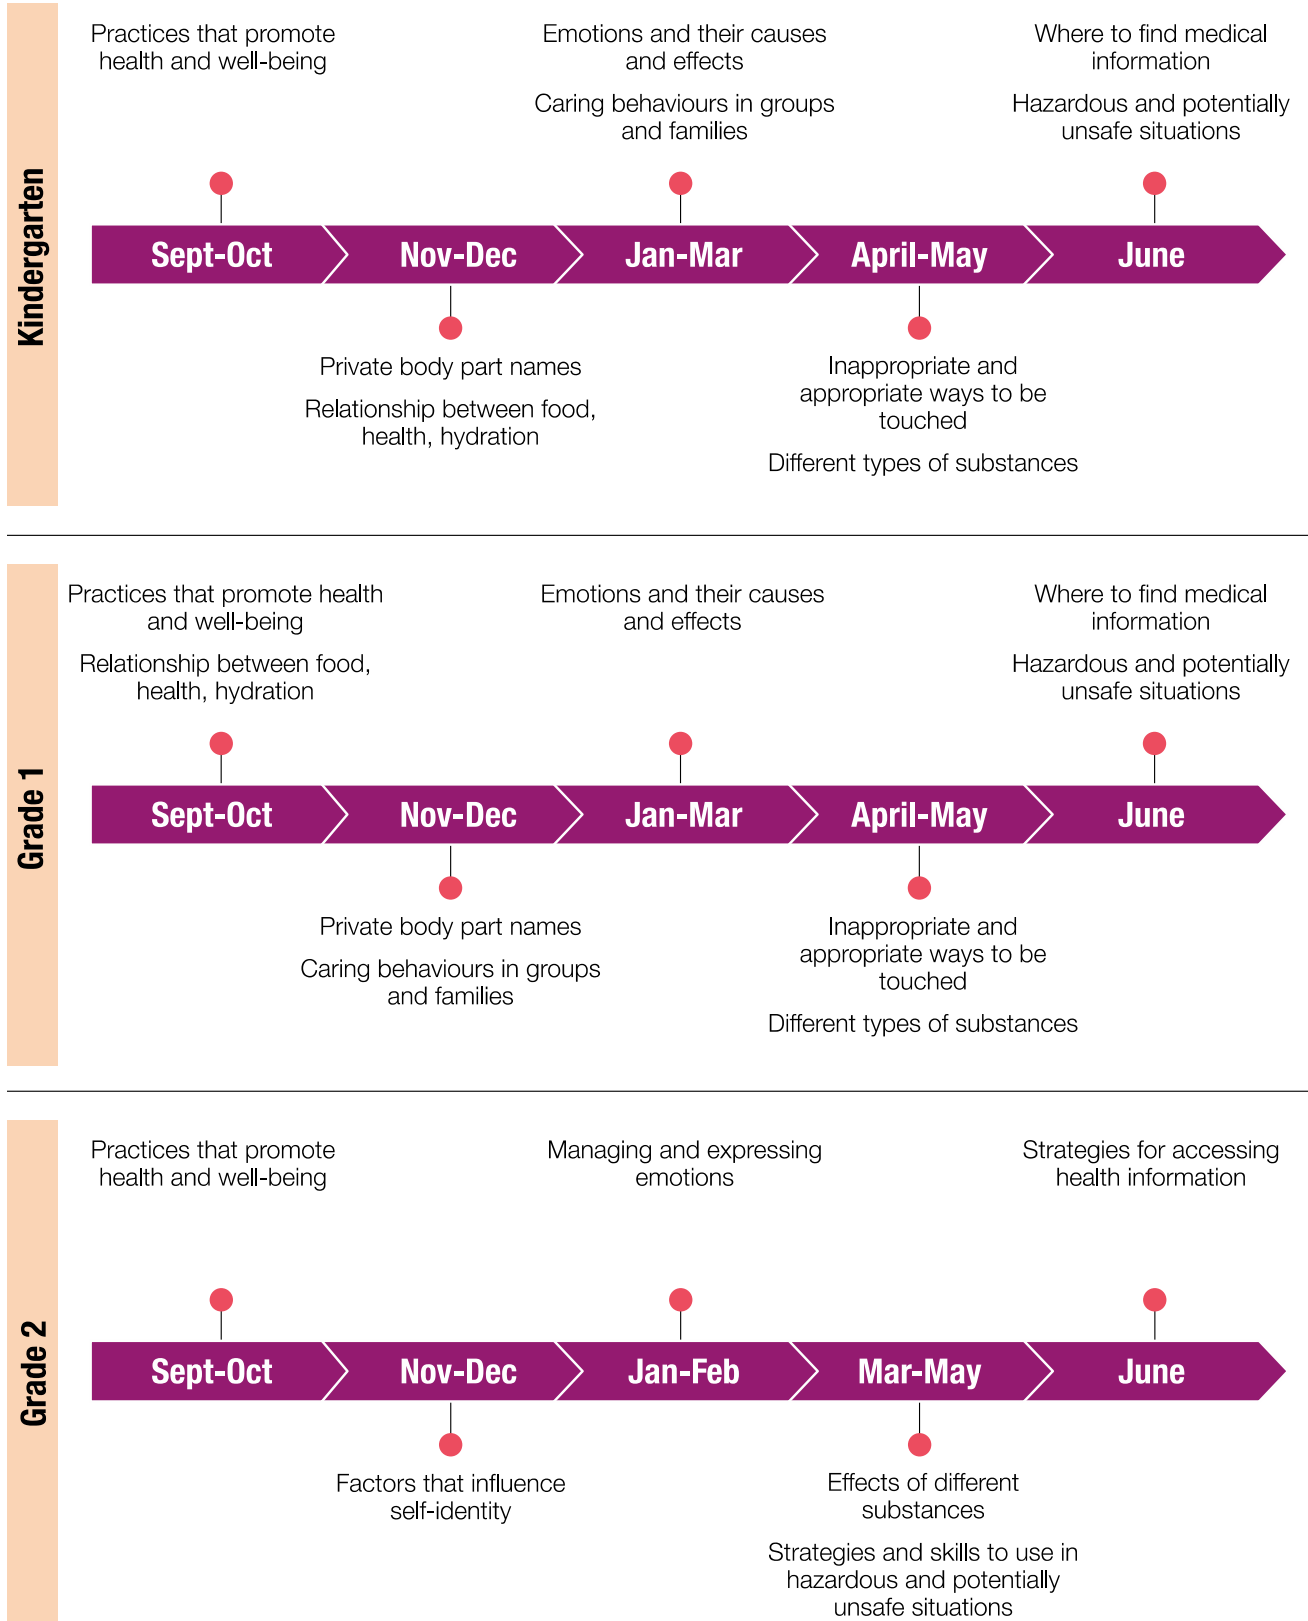 Kindergarten
Practices that promote
health and well-being
Emotions and their causes
and effects
Caring behaviours in groups
and families
Where to find medical
information
Hazardous and potentially
unsafe situations
Sept-Oct
Nov-Dec
Jan-Mar
April-May
June
Private body part names
Relationship between food,
health, hydration
Inappropriate and
appropriate ways to be
touched
Different types of substances
Grade 1
Practices that promote health
and well-being
Relationship between food,
health, hydration
Emotions and their causes
and effects
Where to find medical
information
Hazardous and potentially
unsafe situations
Sept-Oct
Nov-Dec
Jan-Mar
April-May
June
Private body part names
Caring behaviours in groups
and families
Inappropriate and
appropriate ways to be
touched
Different types of substances
Grade 2
Practices that promote
health and well-being
Managing and expressing
emotions
Strategies for accessing
health information
Sept-Oct
Nov-Dec
Jan-Feb
Mar-May
June
Factors that influence
self-identity
Effects of different
substances
Strategies and skills to use in
hazardous and potentially
unsafe situations